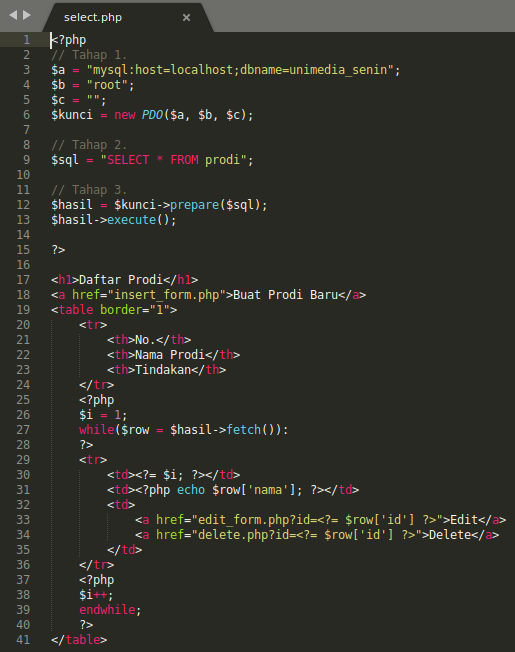 select.php ×
1 <?php
2 // Tahap 1.
3 $a = "mysql:host=localhost;dbname=unimedia_senin";
4 $b = "root";
5 $c = "";
6 $kunci = new PDO($a, $b, $c);
7
8 // Tahap 2.
9 $sql = "SELECT * FROM prodi";
10
11 // Tahap 3.
12 $hasil = $kunci->prepare($sql);
13 $hasil->execute();
14
15 ?>
16
17 <h1>Daftar Prodi</h1>
18 <a href="insert_form.php">Buat Prodi Baru</a>
19 <table border="1">
20     <tr>
21         <th>No.</th>
22         <th>Nama Prodi</th>
23         <th>Tindakan</th>
24     </tr>
25     <?php
26     $i = 1;
27     while($row = $hasil->fetch()):
28     ?>
29     <tr>
30         <td><?= $i; ?></td>
31         <td><?php echo $row['nama']; ?></td>
32         <td>
33             <a href="edit_form.php?id=<?= $row['id'] ?>">Edit</a>
34             <a href="delete.php?id=<?= $row['id'] ?>">Delete</a>
35         </td>
36     </tr>
37     <?php
38     $i++;
39     endwhile;
40     ?>
41 </table>